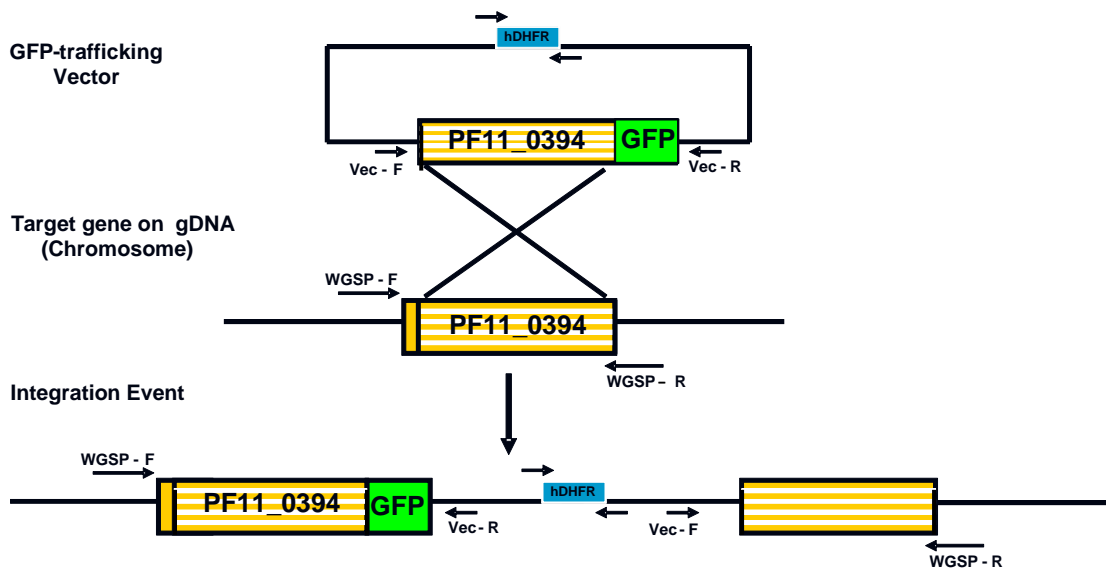 hDHFR
GFP-trafficking
Vector
PF11_0394
GFP
Vec - F
Vec - R
Target gene on gDNA
(Chromosome)
WGSP - F
PF11_0394
WGSP – R
Integration Event
WGSP - F
PF11_0394
GFP
hDHFR
Vec - R
Vec - F
WGSP - R